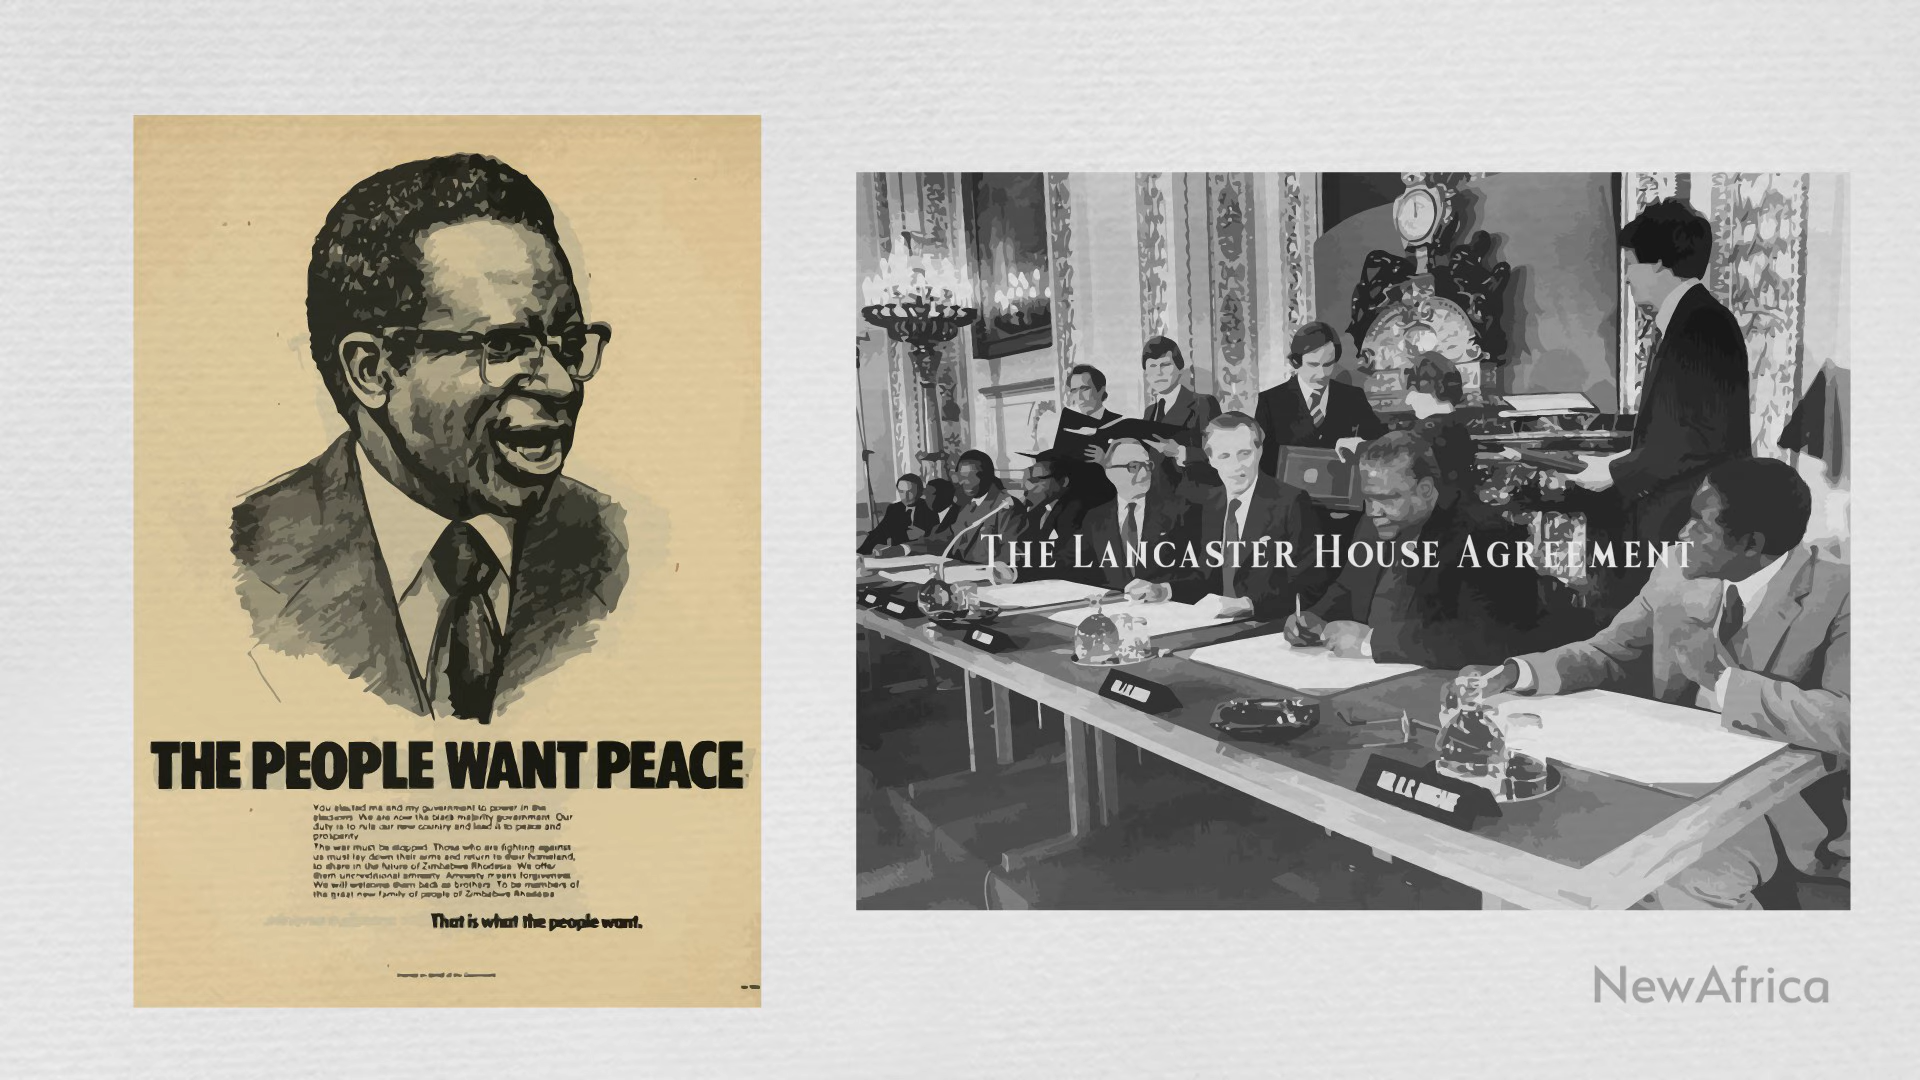 THE PEOPLE WANT PEACE
You elected me and my government to power in the
elections. We are now the black majority government. Our
duty is to rule our new country and lead it to peace and
prosperity.
The war must be stopped. Those who are fighting against
us must lay down their arms and return to their homeland,
to share in the future of Zimbabwe Rhodesia. We offer
them unconditional amnesty. Amnesty means forgiveness.
We will welcome them back as brothers. To be members of
the great new family of people of Zimbabwe Rhodesia.
That is what the people want.
THE LANCASTER HOUSE AGREEMENT
NewAfrica